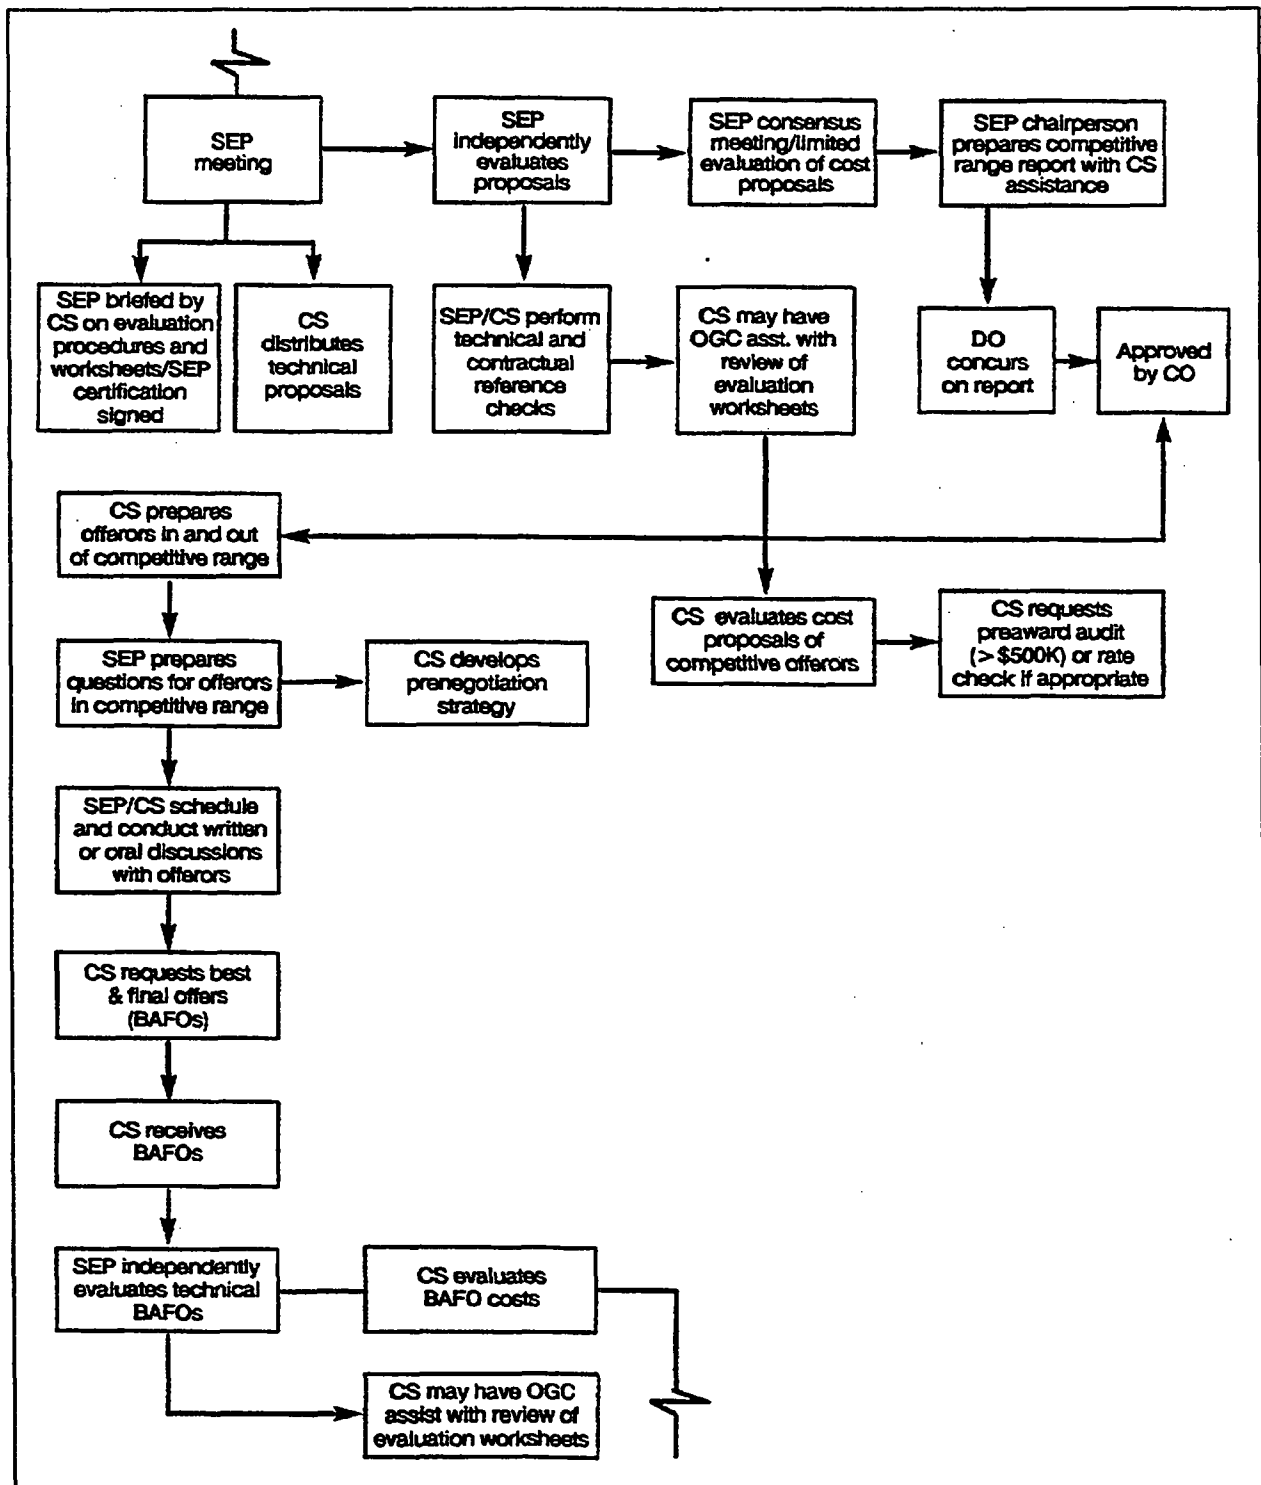 SEP
meeting
SEP
independently
evaluates
proposals
SEP consensus
meeting/limited
evaluation of cost
proposals
SEP chairperson
prepares competitive
range report with CS
assistance
SEP briefed by
CS on evaluation
procedures and
worksheets/SEP
certification
signed
CS
distributes
technical
proposals
SEP/CS perform
technical and
contractual
reference
checks
CS may have
OGC asst. with
review of
evaluation
worksheets
DO
concurs
on report
Approved
by CO
CS prepares
offerors in and out
of competitive range
CS evaluates cost
proposals of
competitive offerors
CS requests
preaward audit
(> $500K) or rate
check if appropriate
SEP prepares
questions for offerors
in competitive range
CS develops
prenegotiation
strategy
SEP/CS schedule
and conduct written
or oral discussions
with offerors
CS requests best
& final offers
(BAFOs)
CS receives
BAFOs
SEP independently
evaluates technical
BAFOs
CS evaluates
BAFO costs
CS may have OGC
assist with review of
evaluation worksheets